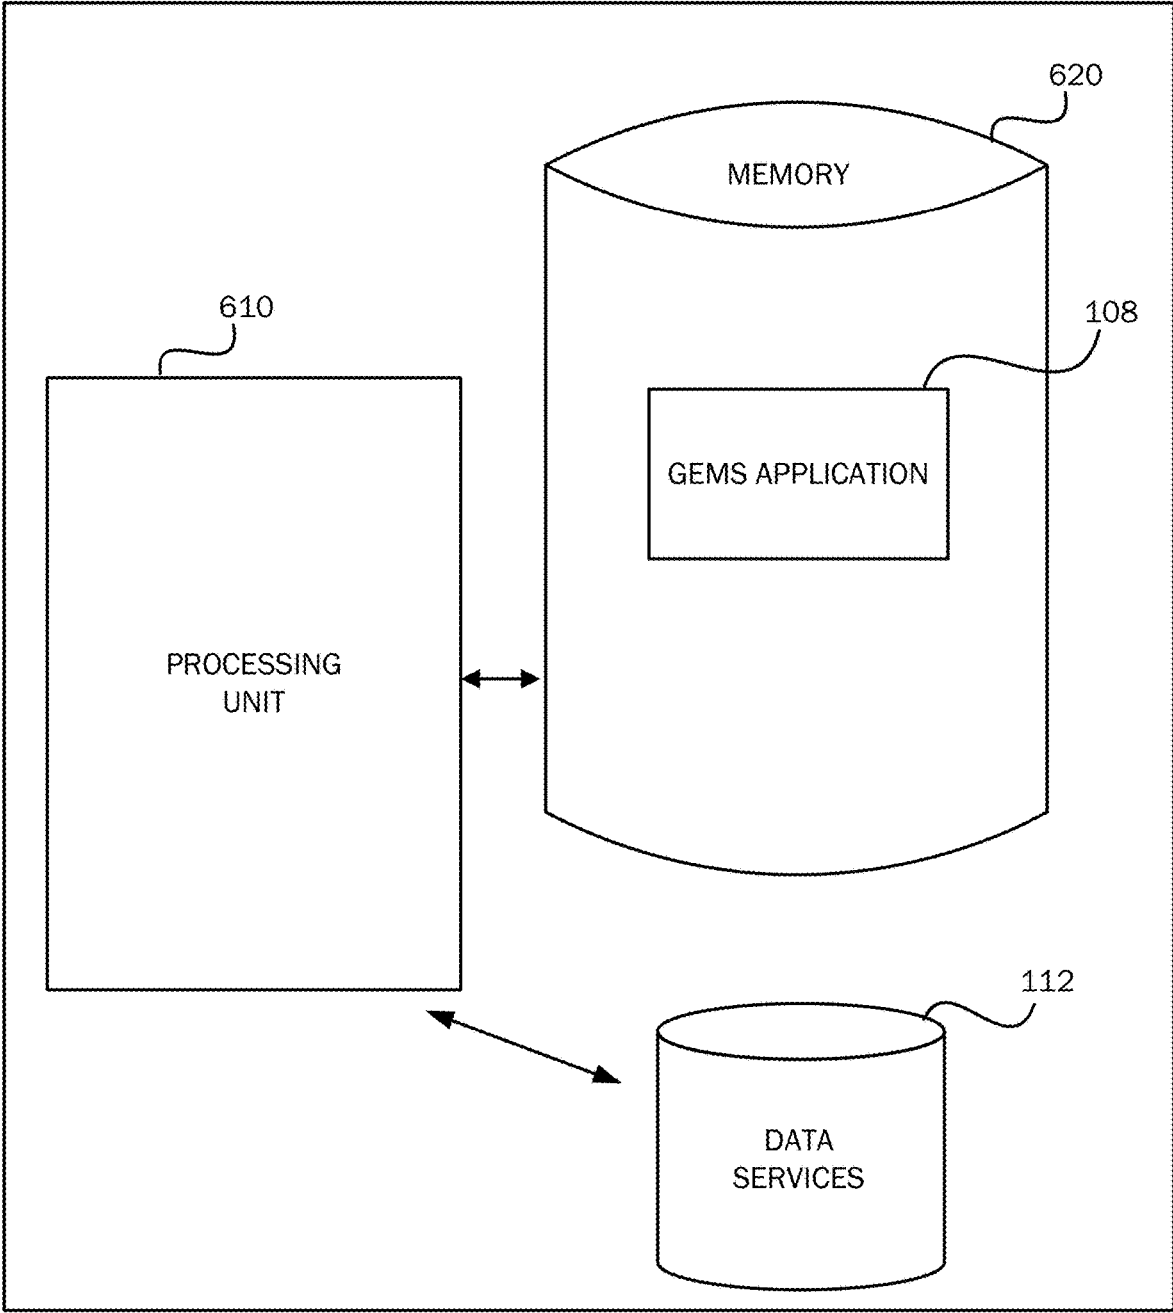 620
MEMORY
610
108
GEMS APPLICATION
PROCESSING
UNIT
112
DATA
SERVICES